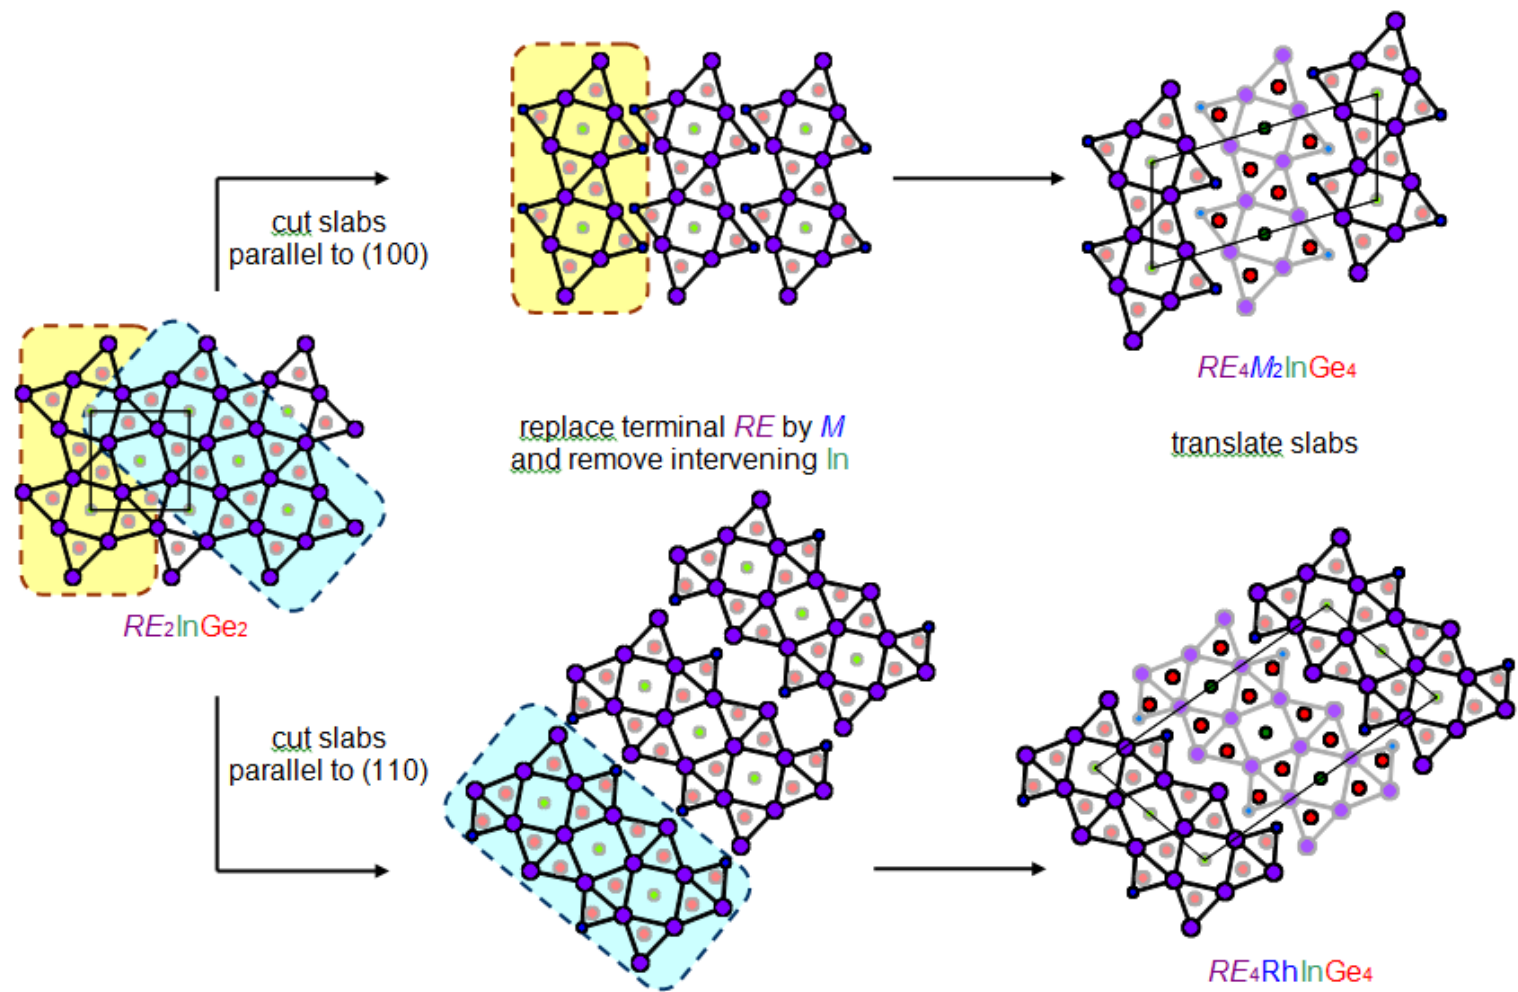 cut slabs
parallel to (100)
RE4M2InGe4
replace terminal RE by M
and remove intervening In
translate slabs
RE2InGe2
cut slabs
parallel to (110)
RE4RhInGe4